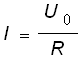 I = U₀ / R